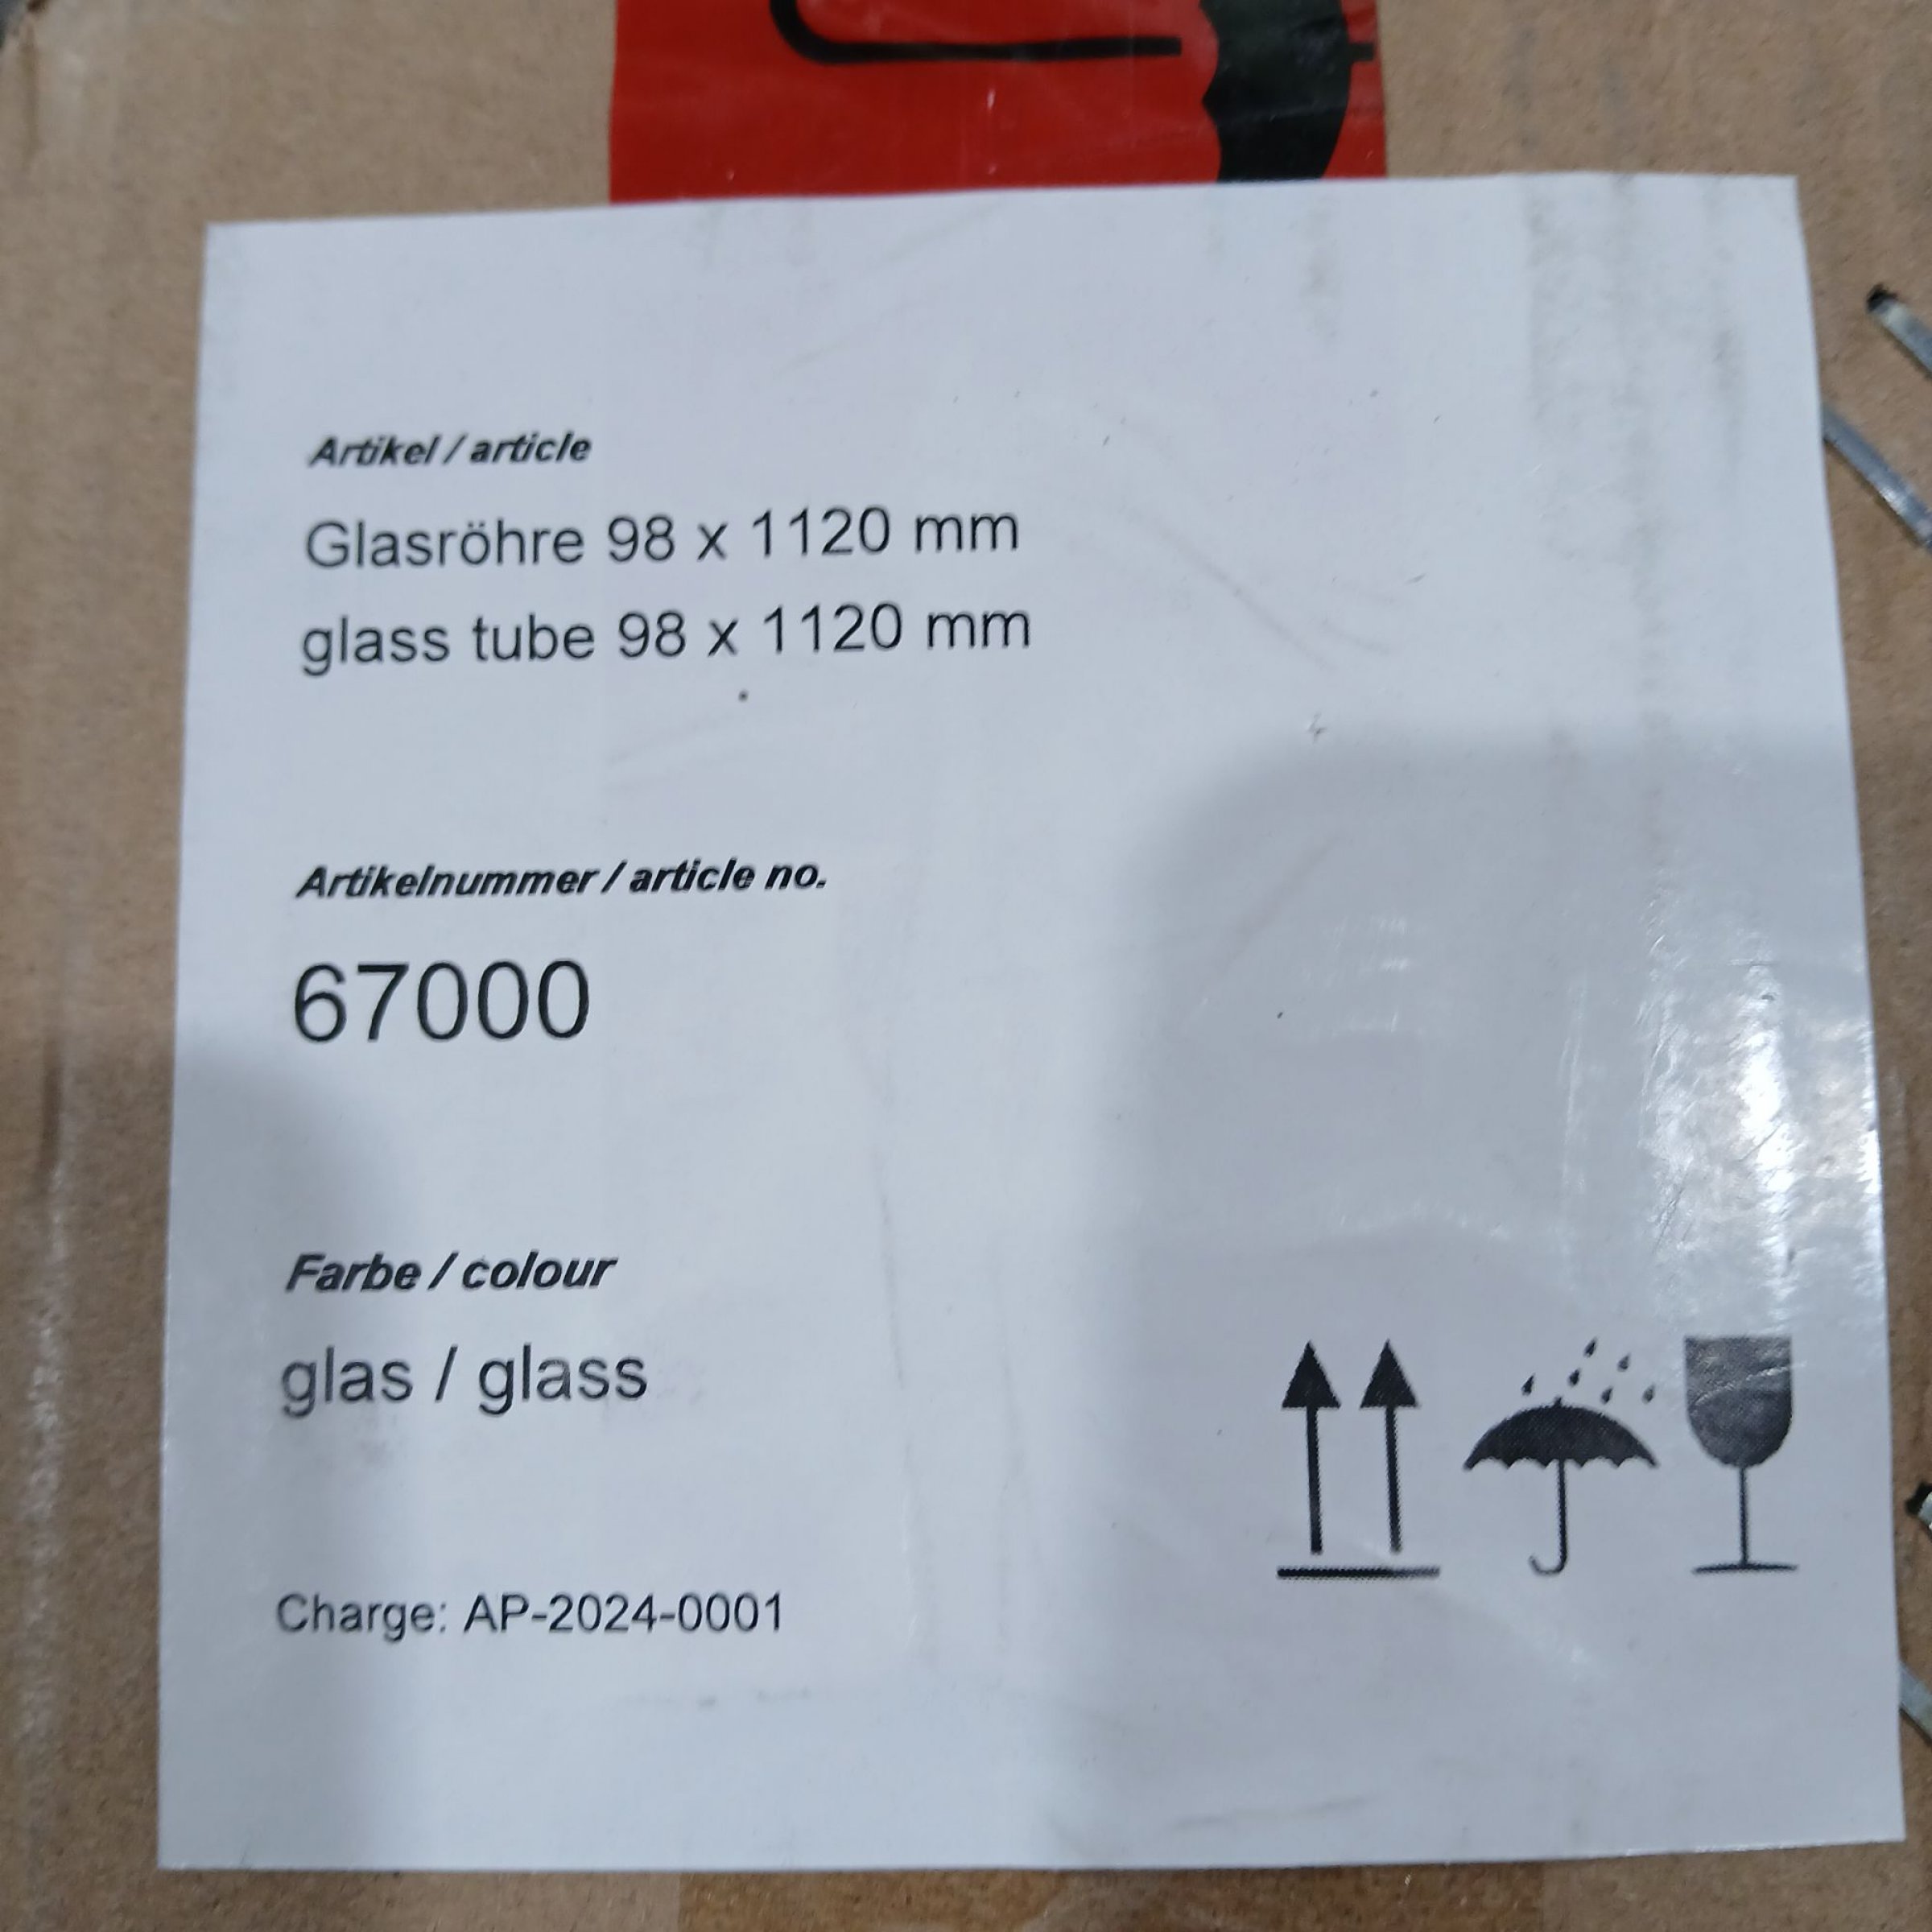 Artikel / article
Glasröhre 98 x 1120 mm
glass tube 98 x 1120 mm
Artikelnummer / article no.
67000
Farbe / colour
glas / glass
Charge: AP-2024-0001